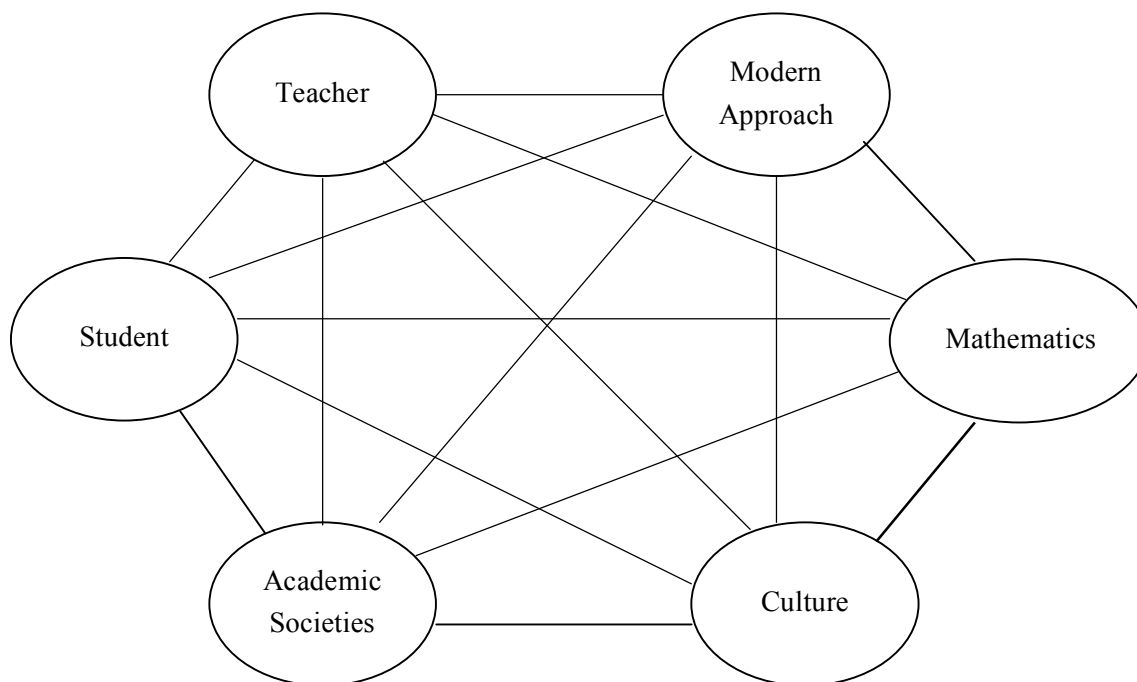 Teacher
Modern
Approach
Student
Mathematics
Academic
Societies
Culture